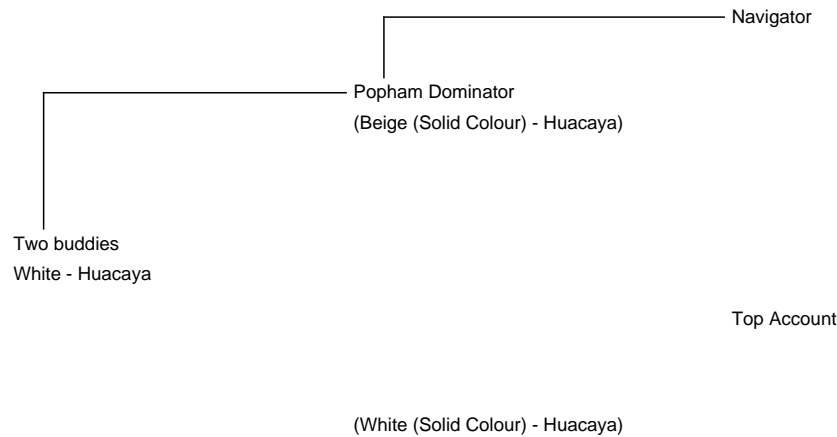 Navigator
Popham Dominator
(Beige (Solid Colour) - Huacaya)
Two buddies
White - Huacaya
Top Account
(White (Solid Colour) - Huacaya)